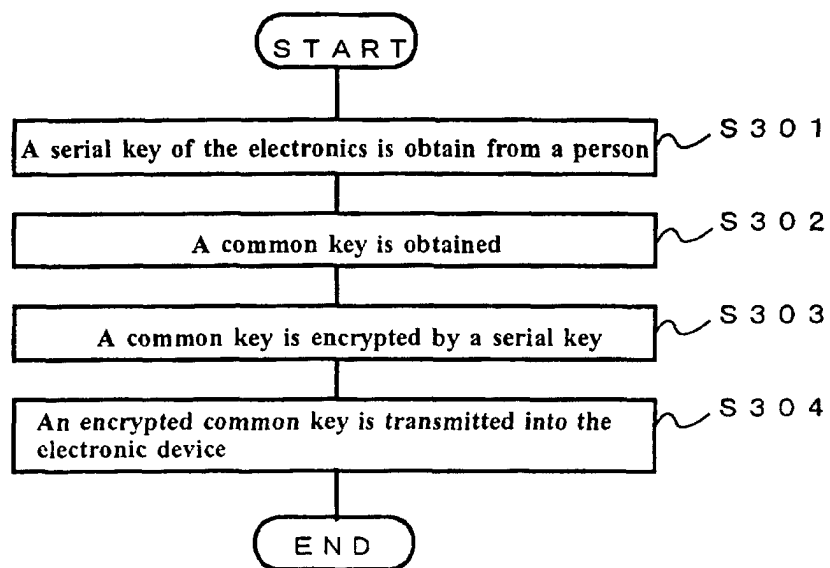 START
A serial key of the electronics is obtain from a person
S301
A common key is obtained
S302
A common key is encrypted by a serial key
S303
An encrypted common key is transmitted into the
electronic device
S304
END